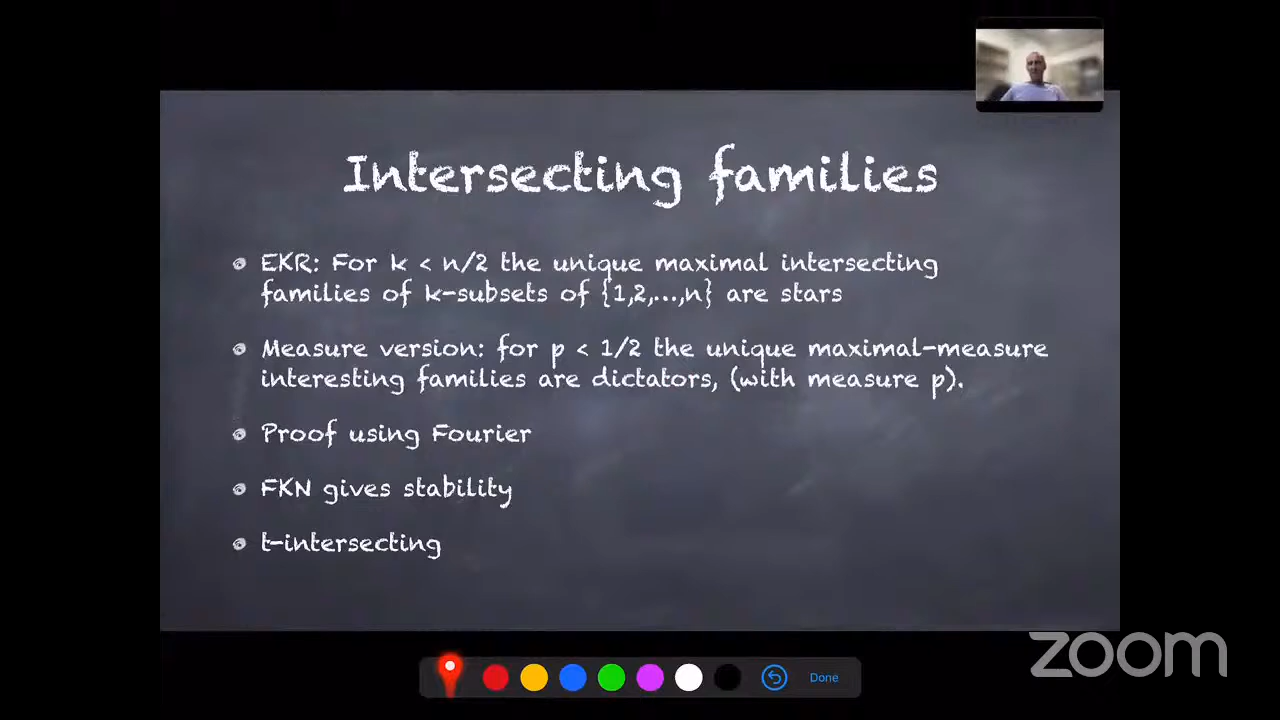 Intersecting families
EKR: For k < n/2 the unique maximal intersecting
families of k-subsets of {1,2,...,n} are stars
Measure version: for p < 1/2 the unique maximal-measure
interesting families are dictators, (with measure p).
Proof using Fourier
FKN gives stability
t-intersecting
Done
zoom